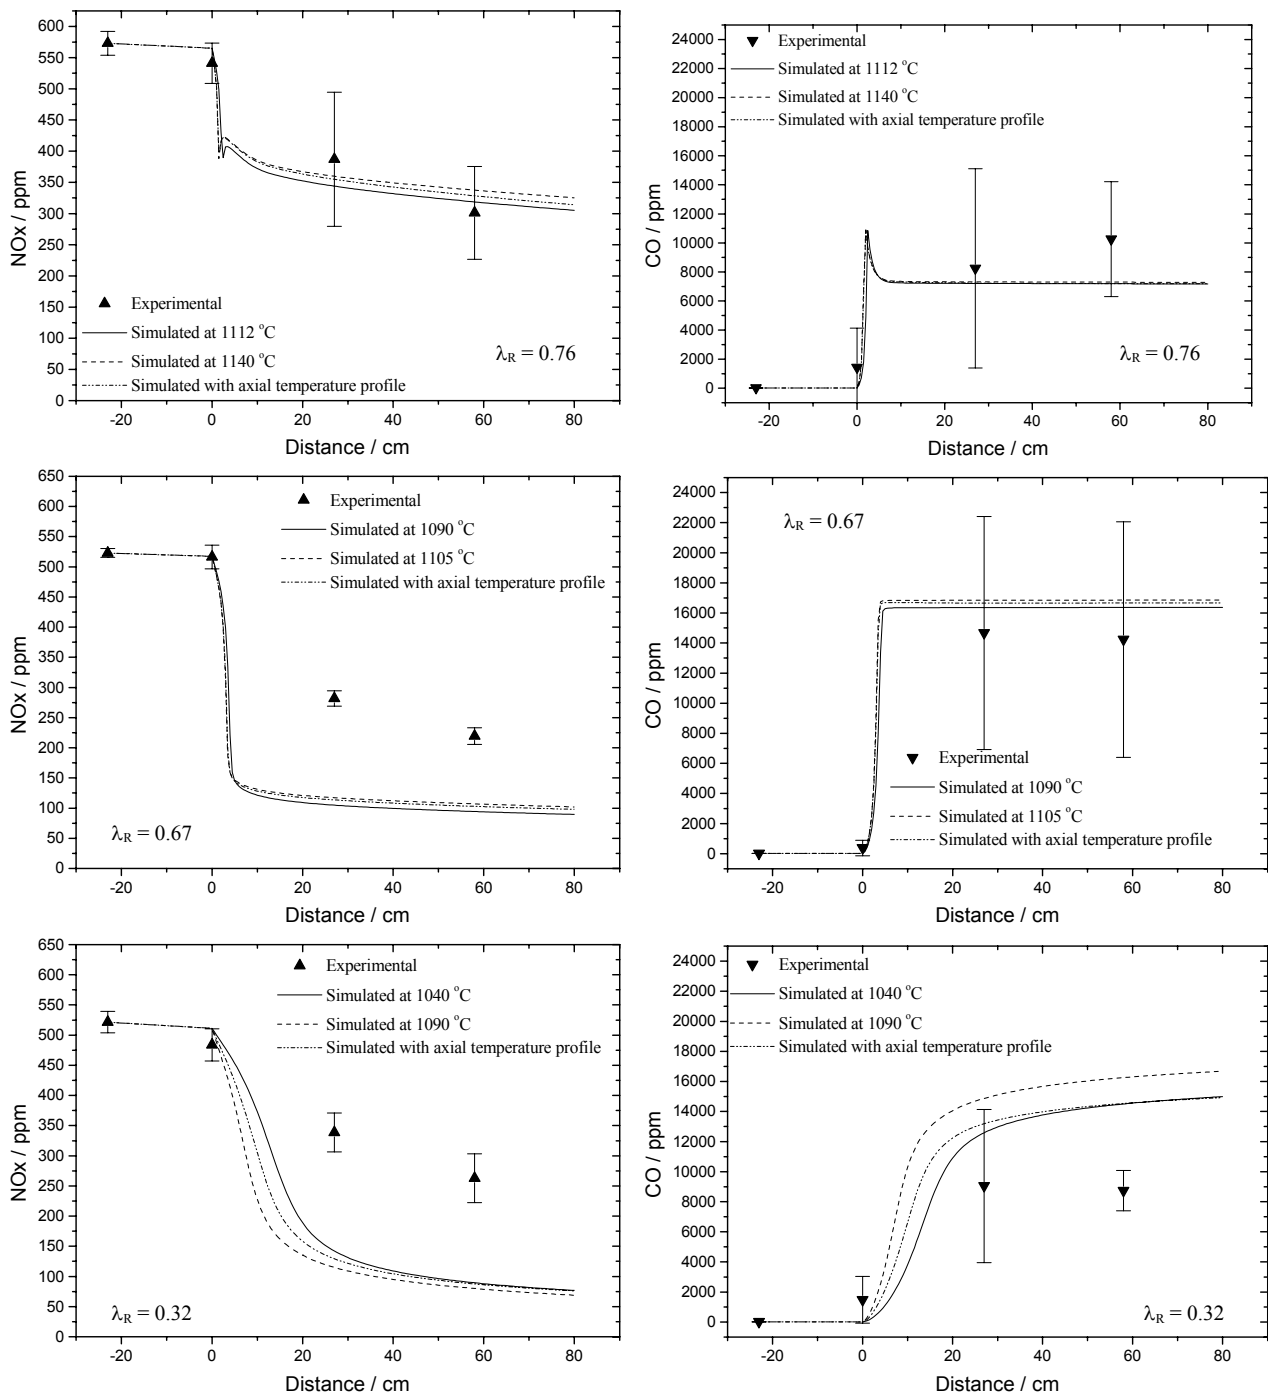 650
600
550
500
450
400
350
300
250
200
150
100
50
0
NOx / ppm
Experimental
Simulated at 1112 °C
Simulated at 1140 °C
Simulated with axial temperature profile
λR = 0.76
-20 0 20 40 60 80
Distance / cm
24000
22000
20000
18000
16000
14000
12000
10000
8000
6000
4000
2000
0
CO / ppm
Experimental
Simulated at 1112 °C
Simulated at 1140 °C
Simulated with axial temperature profile
λR = 0.76
-20 0 20 40 60 80
Distance / cm
650
600
550
500
450
400
350
300
250
200
150
100
50
0
NOx / ppm
Experimental
Simulated at 1090 °C
Simulated at 1105 °C
Simulated with axial temperature profile
λR = 0.67
-20 0 20 40 60 80
Distance / cm
24000
22000
20000
18000
16000
14000
12000
10000
8000
6000
4000
2000
0
CO / ppm
λR = 0.67
Experimental
Simulated at 1090 °C
Simulated at 1105 °C
Simulated with axial temperature profile
-20 0 20 40 60 80
Distance / cm
650
600
550
500
450
400
350
300
250
200
150
100
50
0
NOx / ppm
Experimental
Simulated at 1040 °C
Simulated at 1090 °C
Simulated with axial temperature profile
λR = 0.32
-20 0 20 40 60 80
Distance / cm
24000
22000
20000
18000
16000
14000
12000
10000
8000
6000
4000
2000
0
CO / ppm
Experimental
Simulated at 1040 °C
Simulated at 1090 °C
Simulated with axial temperature profile
λR = 0.32
-20 0 20 40 60 80
Distance / cm